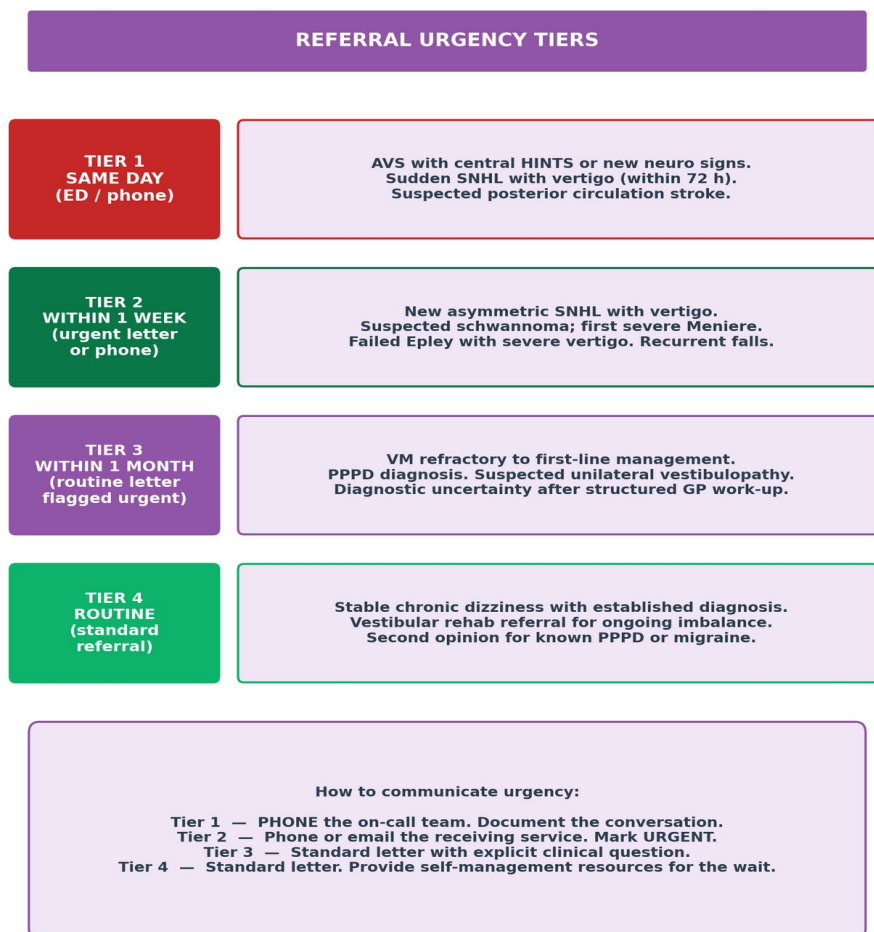 REFERRAL URGENCY TIERS
TIER 1
SAME DAY
(ED / phone)
AVS with central HINTS or new neuro signs.
Sudden SNHL with vertigo (within 72 h).
Suspected posterior circulation stroke.
TIER 2
WITHIN 1 WEEK
(urgent letter
or phone)
New asymmetric SNHL with vertigo.
Suspected schwannoma; first severe Meniere.
Failed Epley with severe vertigo. Recurrent falls.
TIER 3
WITHIN 1 MONTH
(routine letter
flagged urgent)
VM refractory to first-line management.
PPPD diagnosis. Suspected unilateral vestibulopathy.
Diagnostic uncertainty after structured GP work-up.
TIER 4
ROUTINE
(standard
referral)
Stable chronic dizziness with established diagnosis.
Vestibular rehab referral for ongoing imbalance.
Second opinion for known PPPD or migraine.
How to communicate urgency:
Tier 1 — PHONE the on-call team. Document the conversation.
Tier 2 — Phone or email the receiving service. Mark URGENT.
Tier 3 — Standard letter with explicit clinical question.
Tier 4 — Standard letter. Provide self-management resources for the wait.